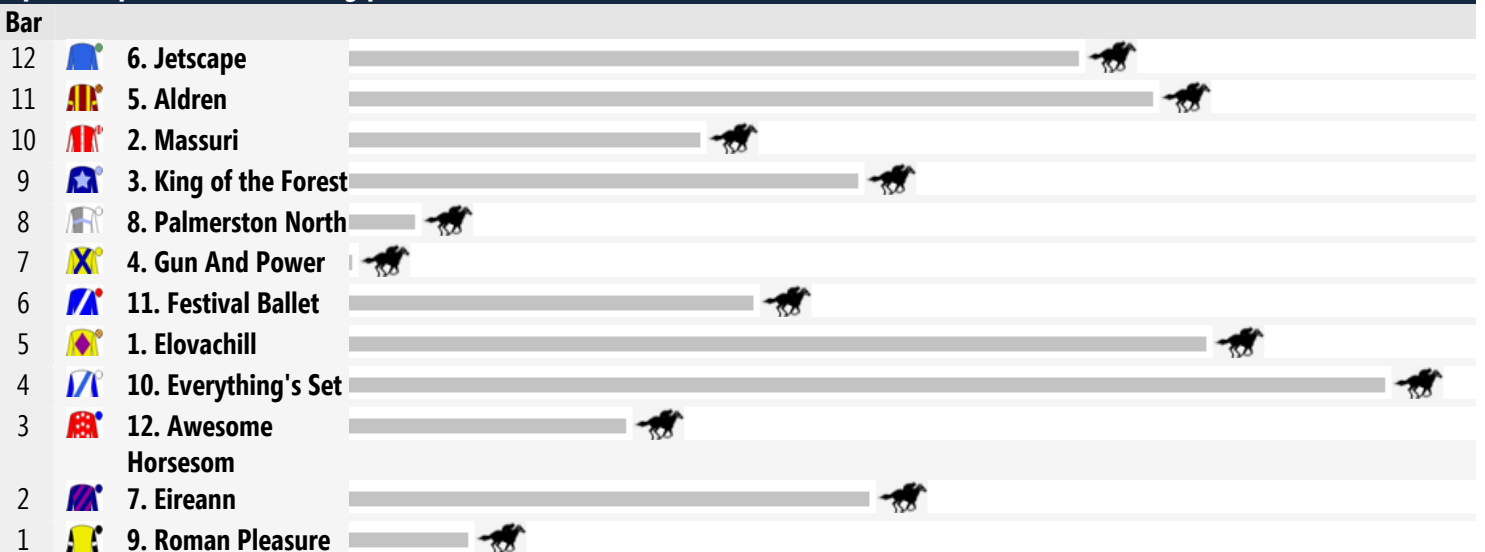 Bar
12 6. Jetscape
11 5. Aldren
10 2. Massuri
9 3. King of the Forest
8 8. Palmerston North
7 4. Gun And Power
6 11. Festival Ballet
5 1. Elovachill
4 10. Everything's Set
3 12. Awesome
Horsesom
2 7. Eireann
1 9. Roman Pleasure